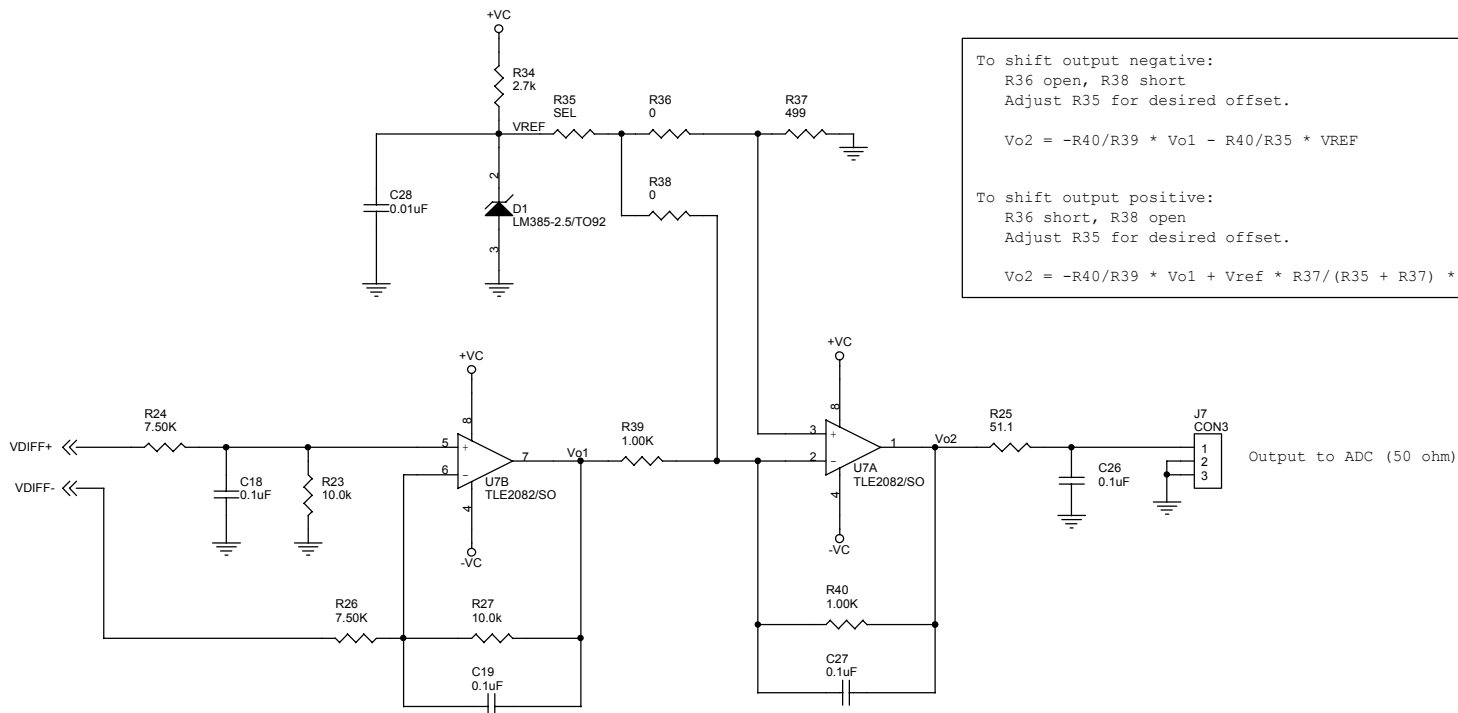 +VC
R34
2.7k
R35
SEL
R36
0
R37
499
VREF
R38
0
C28
0.01uF
2
D1
LM385-2.5/TO92
3
To shift output negative:
R36 open, R38 short
Adjust R35 for desired offset.
Vo2 = -R40/R39 * Vo1 - R40/R35 * VREF
To shift output positive:
R36 short, R38 open
Adjust R35 for desired offset.
Vo2 = -R40/R39 * Vo1 + Vref * R37/(R35 + R37) *
+VC
+VC
R24
7.50K
VDIFF+
VDIFF-
C18
0.1uF
R23
10.0k
8
5
+
6
-
7
Vo1
U7B
TLE2082/SO
4
-VC
R39
1.00K
8
3
+
2
-
1
Vo2
U7A
TLE2082/SO
4
-VC
R25
51.1
C26
0.1uF
J7
CON3
1
2
3
Output to ADC (50 ohm)
R26
7.50K
R27
10.0k
C19
0.1uF
R40
1.00K
C27
0.1uF